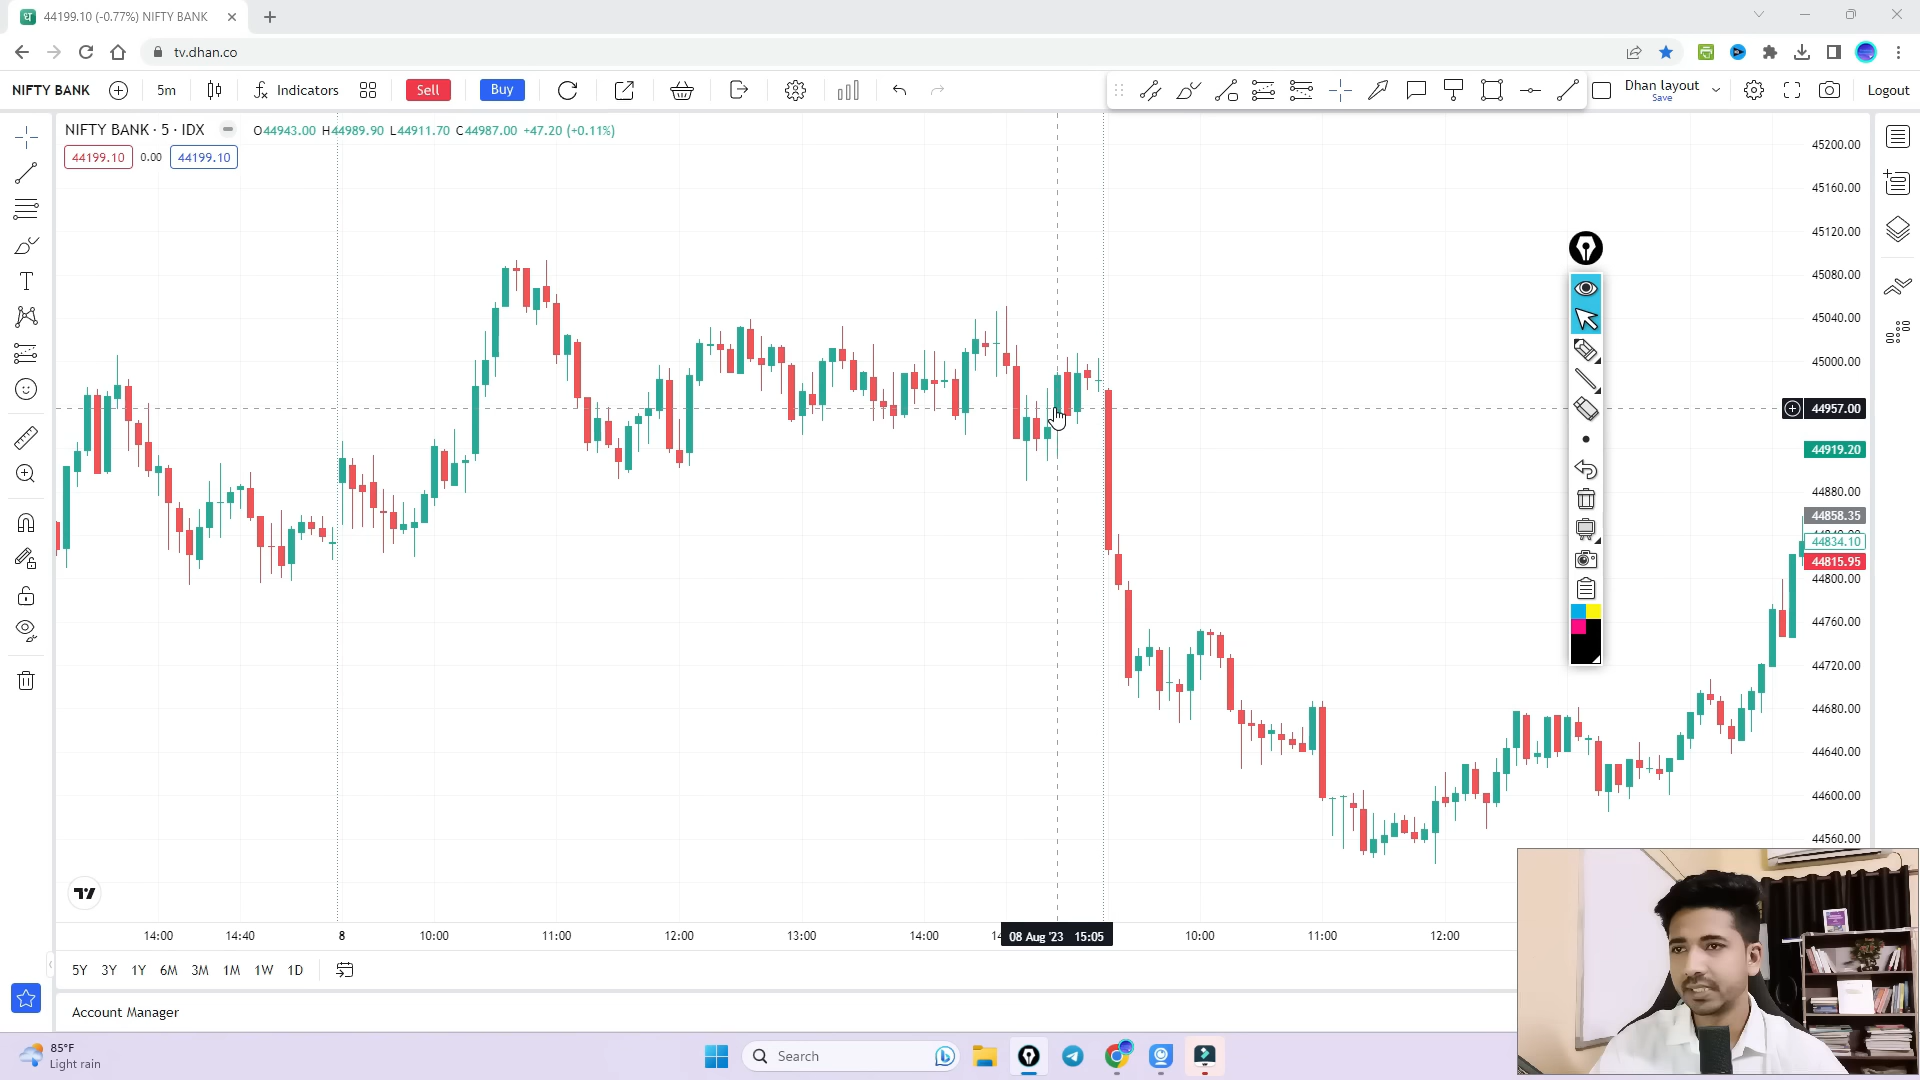 44199.10 (-0.77%) NIFTY BANK
tv.dhan.co
NIFTY BANK
5m
Indicators
Sell
Buy
Dhan layout
Save
Logout
NIFTY BANK · 5 · IDX
O44943.00 H44989.90 L44911.70 C44987.00 +47.20 (+0.11%)
44199.10 0.00 44199.10
45200.00
45160.00
45120.00
45080.00
45040.00
45000.00
44957.00
44919.20
44880.00
44858.35
44834.10
44815.95
44800.00
44760.00
44720.00
44680.00
44640.00
44600.00
44560.00
14:00 14:40 8 10:00 11:00 12:00 13:00 14:00 08 Aug '23 15:05 10:00 11:00 12:00
5Y 3Y 1Y 6M 3M 1M 1W 1D
Account Manager
85°F
Light rain
Search